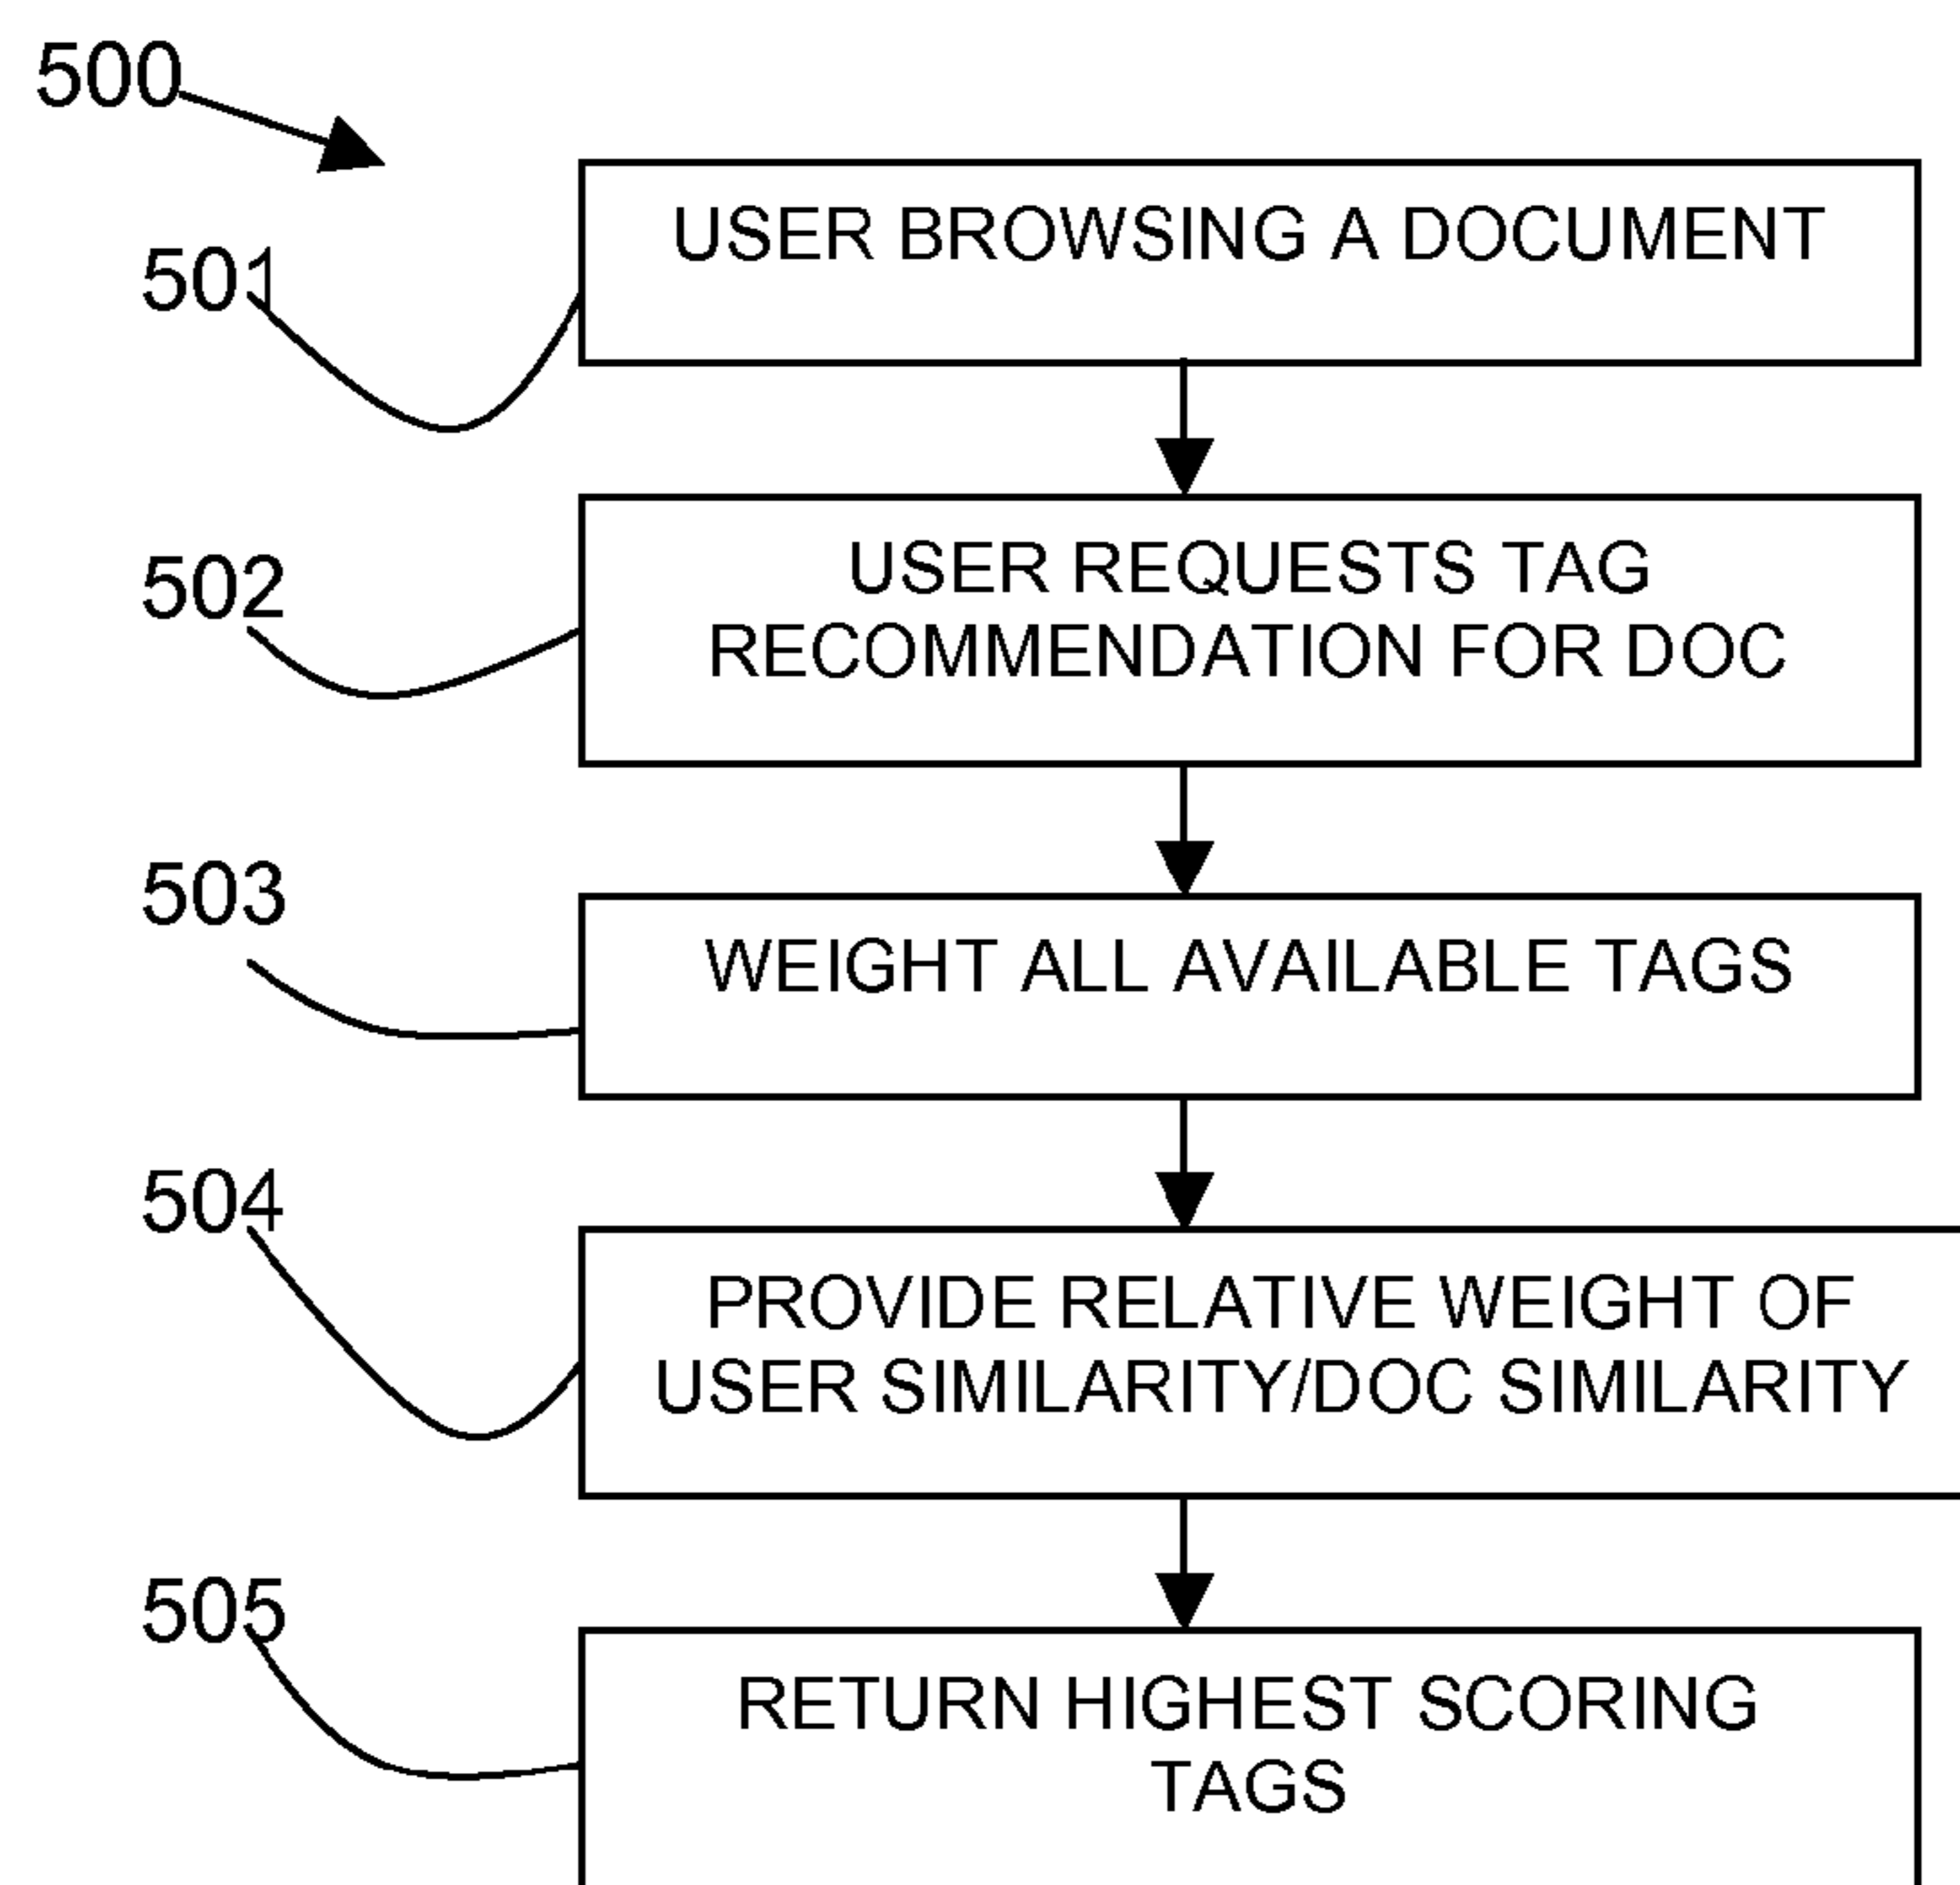 500
501
USER BROWSING A DOCUMENT
502
USER REQUESTS TAG
RECOMMENDATION FOR DOC
503
WEIGHT ALL AVAILABLE TAGS
504
PROVIDE RELATIVE WEIGHT OF
USER SIMILARITY/DOC SIMILARITY
505
RETURN HIGHEST SCORING
TAGS